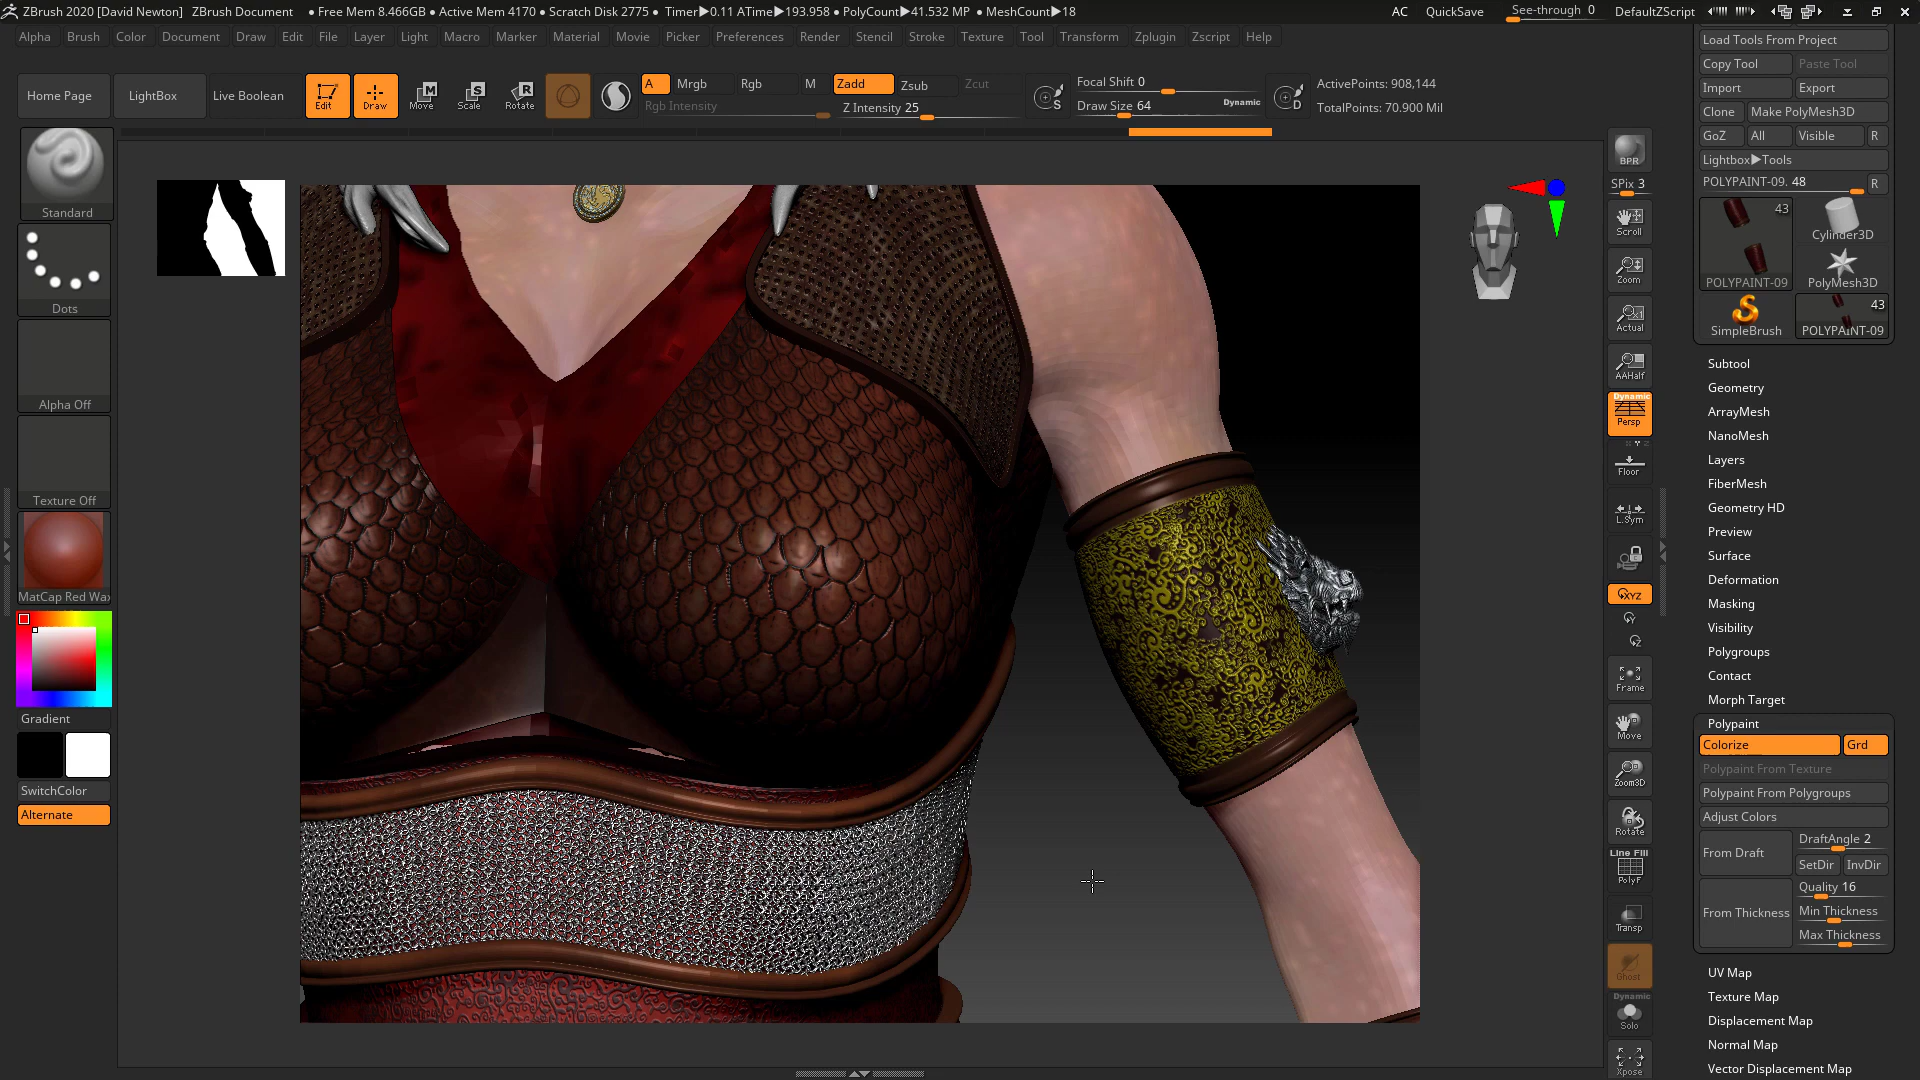 ZBrush 2020 [David Newton] ZBrush Document • Free Mem 8.466GB • Active Mem 4170 • Scratch Disk 2775 • Timer▶0.11 ATime▶193.958 • PolyCount▶41.532 MP • MeshCount▶18 AC QuickSave See-through 0 DefaultZScript
Alpha Brush Color Document Draw Edit File Layer Light Macro Marker Material Movie Picker Preferences Render Stencil Stroke Texture Tool Transform Zplugin Zscript Help
Home Page LightBox Live Boolean Edit Draw Move Scale Rotate
M S R
A Mrgb Rgb M Zadd Zsub Zcut
Rgb Intensity Z Intensity 25
S Focal Shift 0
Draw Size 64 Dynamic
D ActivePoints: 908,144
TotalPoints: 70.900 Mil
Standard
Dots
Alpha Off
Texture Off
MatCap Red Wax
Gradient
SwitchColor
Alternate
BPR
SPix 3
Scroll
Zoom
Actual
AAHalf
Dynamic
Persp
Floor
L.Sym
XYZ
Y
Z
Frame
Move
Zoom3D
Rotate
Line Fill
PolyF
Transp
Ghost
Dynamic
Solo
Xpose
Load Tools From Project
Copy Tool Paste Tool
Import Export
Clone Make PolyMesh3D
GoZ All Visible R
Lightbox▶Tools
POLYPAINT-09. 48 R
43 Cylinder3D
POLYPAINT-09 PolyMesh3D
43
SimpleBrush POLYPAINT-09
Subtool
Geometry
ArrayMesh
NanoMesh
Layers
FiberMesh
Geometry HD
Preview
Surface
Deformation
Masking
Visibility
Polygroups
Contact
Morph Target
Polypaint
Colorize Grd
Polypaint From Texture
Polypaint From Polygroups
Adjust Colors
From Draft DraftAngle 2
SetDir InvDir
From Thickness Quality 16
Min Thickness
Max Thickness
UV Map
Texture Map
Displacement Map
Normal Map
Vector Displacement Map